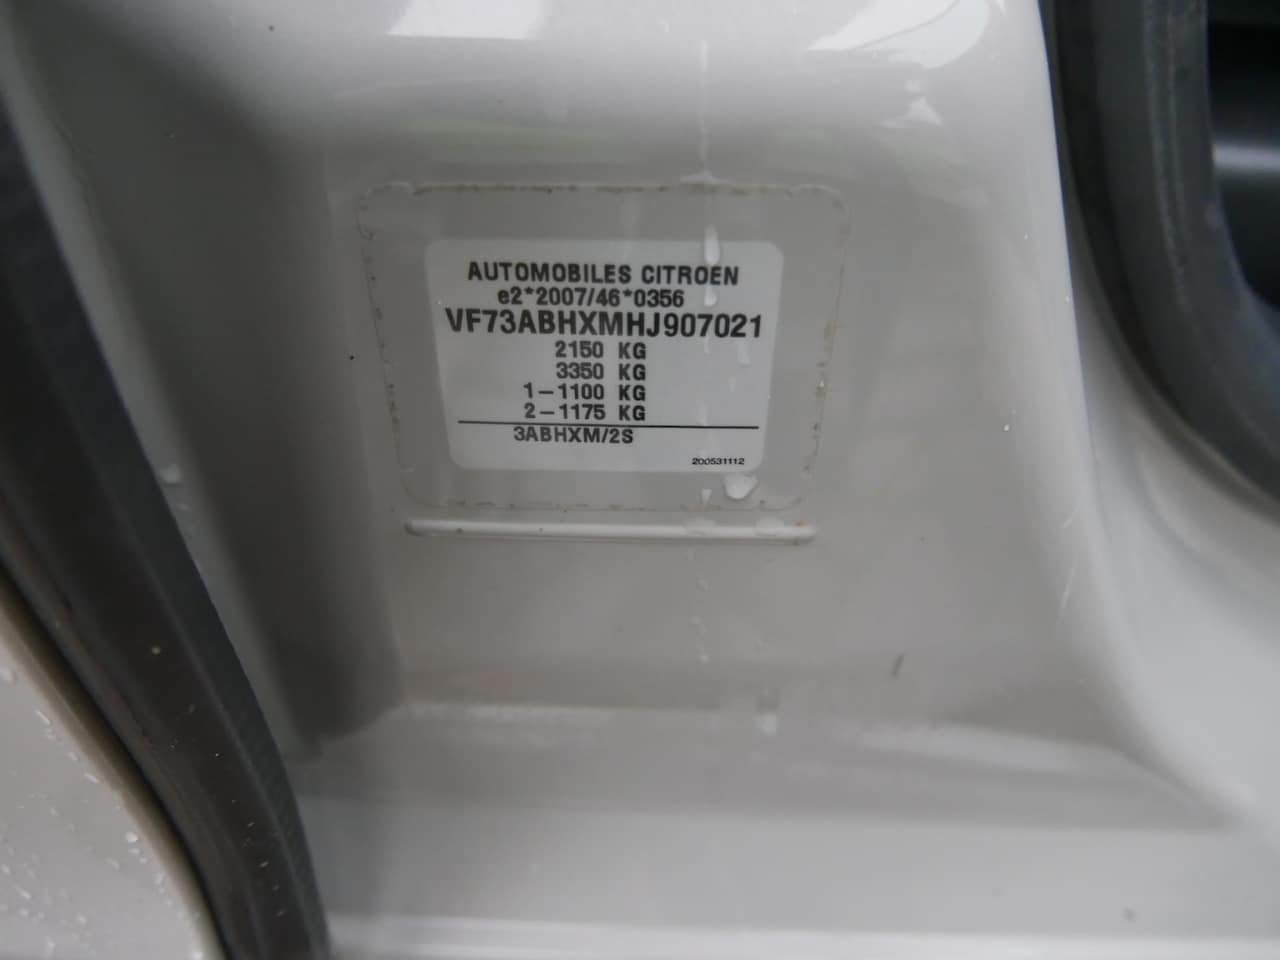 AUTOMOBILES CITROEN
e2*2007/46*0356
VF73ABHXMHJ907021
2150 KG
3350 KG
1-1100 KG
2-1175 KG
3ABHXM/2S
200531112